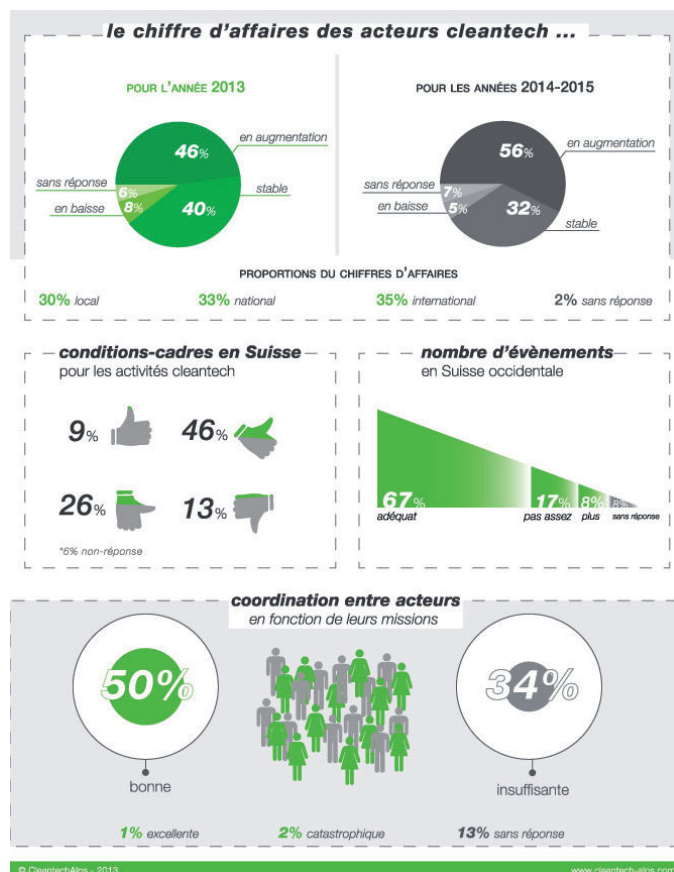 le chiffre d'affaires des acteurs cleantech ...
POUR L'ANNÉE 2013
46%
en augmentation
sans réponse
6%
stable
en baisse
8%
40%
POUR LES ANNÉES 2014-2015
56%
en augmentation
sans réponse
7%
en baisse
5%
32%
stable
PROPORTIONS DU CHIFFRES D'AFFAIRES
30% local
33% national
35% international
2% sans réponse
conditions-cadres en Suisse
pour les activités cleantech
9%
46%
26%
13%
*6% non-réponse
nombre d'évènements
en Suisse occidentale
67%
adéquat
17%
pas assez
8%
plus
8%
sans réponse
coordination entre acteurs
en fonction de leurs missions
50%
bonne
34%
insuffisante
1% excellente
2% catastrophique
13% sans réponse
© CleantechAlps - 2013
www.cleantech-alps.com